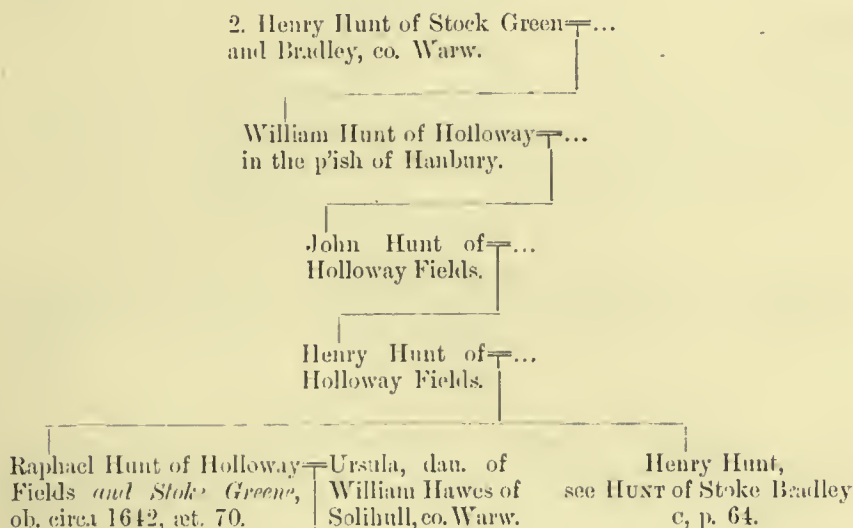 2. Henry Hunt of Stock Green=...
and Bradley, co. Warw.
William Hunt of Holloway=...
in the p'ish of Hanbury.
John Hunt of=...
Holloway Fields.
Henry Hunt of=...
Holloway Fields.
Raphael Hunt of Holloway=
Fields and Stoke Greene,
ob. circa 1642, æt. 70.
Ursula, dau. of
William Hawes of
Solihull, co. Warw.
Henry Hunt,
see HUNT of Stoke Bradley
c, p. 64.